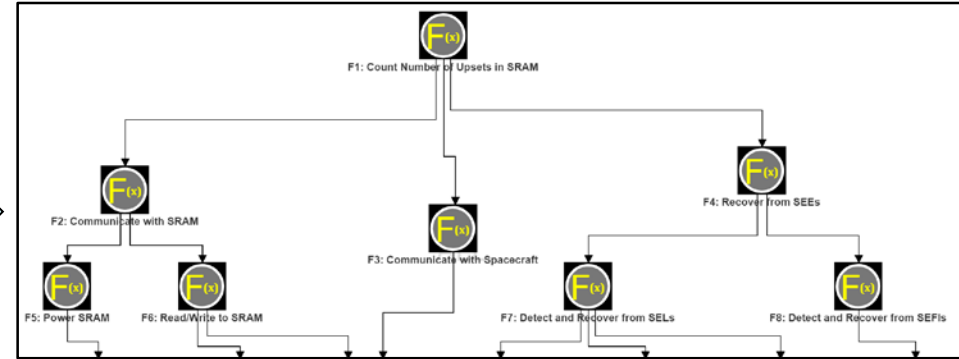 F(x)
F1: Count Number of Upsets in SRAM
F(x)
F4: Recover from SEEs
F(x)
F2: Communicate with SRAM
F(x)
F3: Communicate with Spacecraft
F(x)
F5: Power SRAM
F(x)
F6: Read/Write to SRAM
F(x)
F7: Detect and Recover from SELs
F(x)
F8: Detect and Recover from SEFIs